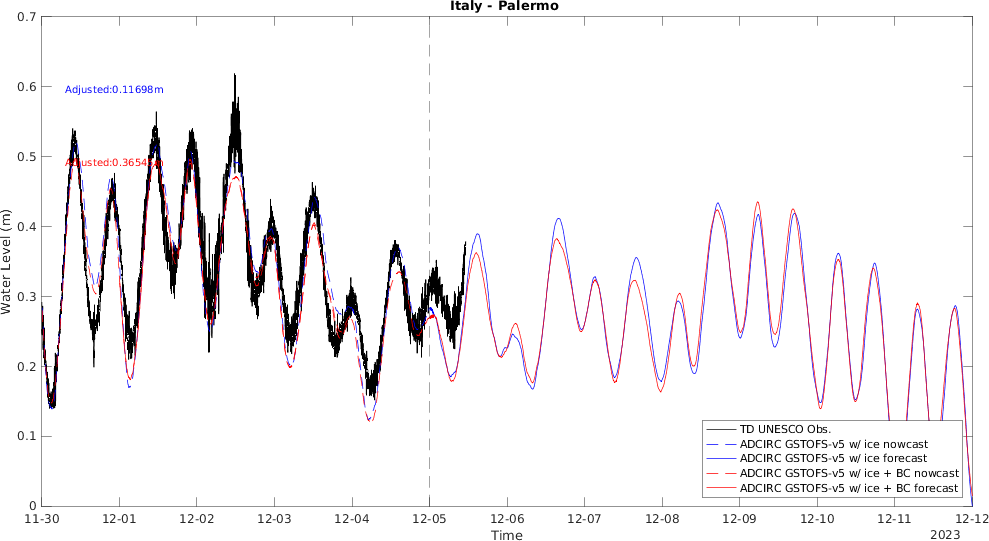 Italy - Palermo
0.7
0.6
0.5
0.4
0.3
0.2
0.1
0
Water Level (m)
Adjusted:0.11698m
TD UNESCO Obs.
ADCIRC GSTOFS-v5 w/ ice nowcast
ADCIRC GSTOFS-v5 w/ ice forecast
ADCIRC GSTOFS-v5 w/ ice + BC nowcast
ADCIRC GSTOFS-v5 w/ ice + BC forecast
11-30
12-01
12-02
12-03
12-04
12-05
12-06
12-07
12-08
12-09
12-10
12-11
12-12
Time
2023